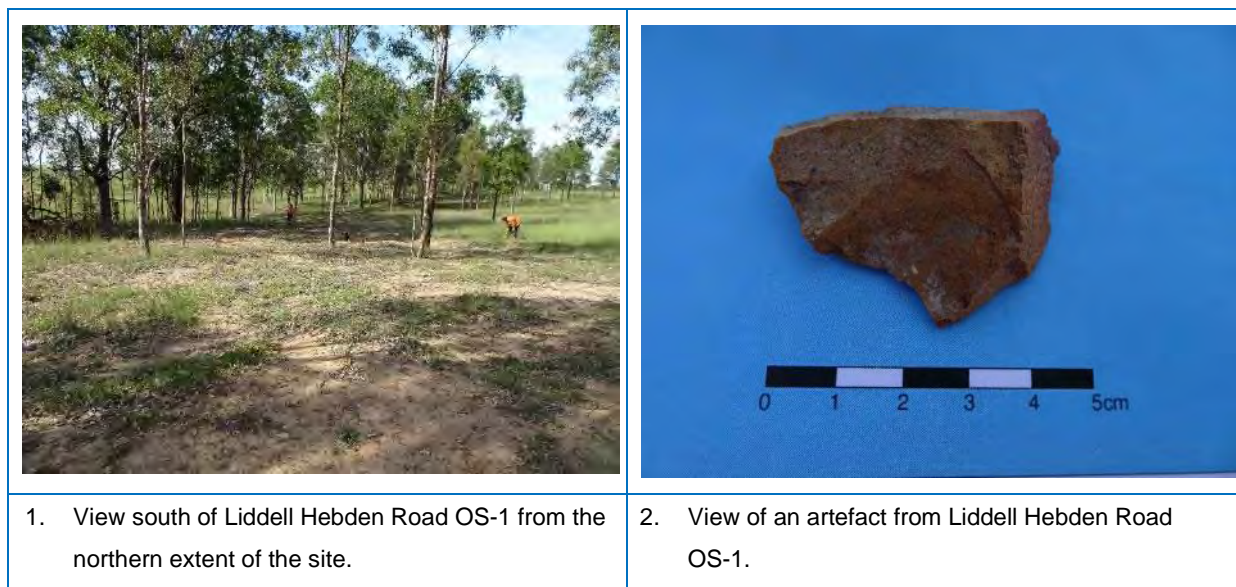 0 1 2 3 4 5cm
1. View south of Liddell Hebden Road OS-1 from the
northern extent of the site.
2. View of an artefact from Liddell Hebden Road
OS-1.